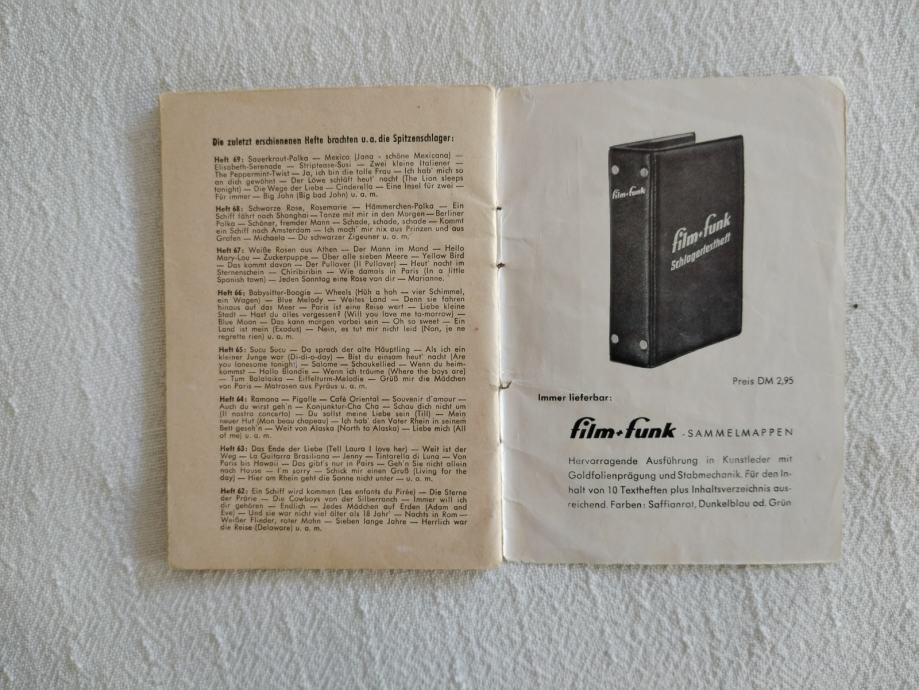 Die zuletzt erschienenen Hefte brachten u. a. die Spitzenschlager:
Heft 69: Sauerkraut-Polka — Mexico (Jana - schöne Mexicana) —
Elisabeth-Serenade — Striptease-Susi — Zwei kleine Italiener —
The Peppermint-Twist — Ja, ich bin die tolle Frau — Ich hab' mich so
an dich gewöhnt — Der Löwe schläft heut' nacht (The Lion sleeps
tonight) — Die Wege der Liebe — Cinderella — Eine Insel für zwei —
Für immer — Big John (Big bad John) u. a. m.
Heft 68: Schwarze Rose, Rosemarie — Hämmerchen-Polka — Ein
Schiff fährt nach Shanghai — Tanze mit mir in den Morgen — Berliner
Polka — Schöner, fremder Mann — Schade, schade, schade — Kommt
ein Schiff nach Amsterdam — Ich mach' mir nix aus Prinzen und aus
Grafen — Michaela — Du schwarzer Zigeuner u. a. m.
Heft 67: Weiße Rosen aus Athen — Der Mann im Mond — Hello
Mary-Lou — Zuckerpuppe — Über alle sieben Meere — Yellow Bird
— Das kommt davon — Der Pullover (Il Pullover) — Heut' nacht im
Sternenschein — Chiribiribin — Wie damals in Paris (In a little
Spanish town) — Jeden Sonntag eine Rose von dir — Marianne.
Heft 66: Babysitter-Boogie — Wheels (Hüh a hoh — vier Schimmel,
ein Wagen) — Blue Melody — Weites Land — Denn sie fahren
hinaus auf das Meer — Paris ist eine Reise wert — Liebe kleine
Stadt — Hast du alles vergessen? (Will you love me to-morrow) —
Blue Moon — Das kann morgen vorbei sein — Oh so sweet — Ein
Land ist mein (Exodus) — Nein, es tut mir nicht leid (Non, je ne
regrette rien) u. a. m.
Heft 65: Sucu Sucu — Da sprach der alte Häuptling — Als ich ein
kleiner Junge war (Di-di-o-day) — Bist du einsam heut' nacht (Are
you lonesome tonight) — Salome — Schaukellied — Wenn du heim-
kommst — Hallo Blondie — Wenn ich träume (Where the boys are)
— Tum Balalaika — Eiffelturm-Melodie — Grüß mir die Mädchen
von Paris — Matrosen aus Pyräus u. a. m.
Heft 64: Ramona — Pigalle — Café Oriental — Souvenir d'amour —
Auch du wirst geh'n — Konjunktur-Cha Cha — Schau dich nicht um
(Il nostro concerto) — Du sollst meine Liebe sein (Till) — Mein
neuer Hut (Mon beau chapeau) — Ich hab' den Vater Rhein in seinem
Bett geseh'n — Weit von Alaska (North to Alaska) — Liebe mich (All
of me) u. a. m.
Heft 63: Das Ende der Liebe (Tell Laura I love her) — Weit ist der
Weg — La Guitarra Brasiliana — Jenny — Tintarella di Luna — Von
Paris bis Hawaii — Das gibt's nur in Pairs — Geh'n Sie nicht allein
nach Hause — I'm sorry — Schick mir einen Gruß (Living for the
day) — Hier am Rhein geht die Sonne nicht unter — u. a. m.
Heft 62: Ein Schiff wird kommen (Les enfants du Pirée) — Die Sterne
der Prärie — Die Cowboys von der Silberranch — Immer will ich
dir gehören — Endlich — Jedes Mädchen auf Erden (Adam and
Eve) — Und sie war nicht viel älter als 18 Jahr' — Nachts in Rom —
Weißer Flieder, roter Mohn — Sieben lange Jahre — Herrlich war
die Reise (Delaware) u. a. m.
film+funk
film+funk
Schlagertextheft
Preis DM 2,95
Immer lieferbar:
film+funk - SAMMELMAPPEN
Hervorragende Ausführung in Kunstleder mit
Goldfolienprägung und Stabmechanik. Für den In-
halt von 10 Textheften plus Inhaltsverzeichnis aus-
reichend. Farben: Saffianrot, Dunkelblau od. Grün